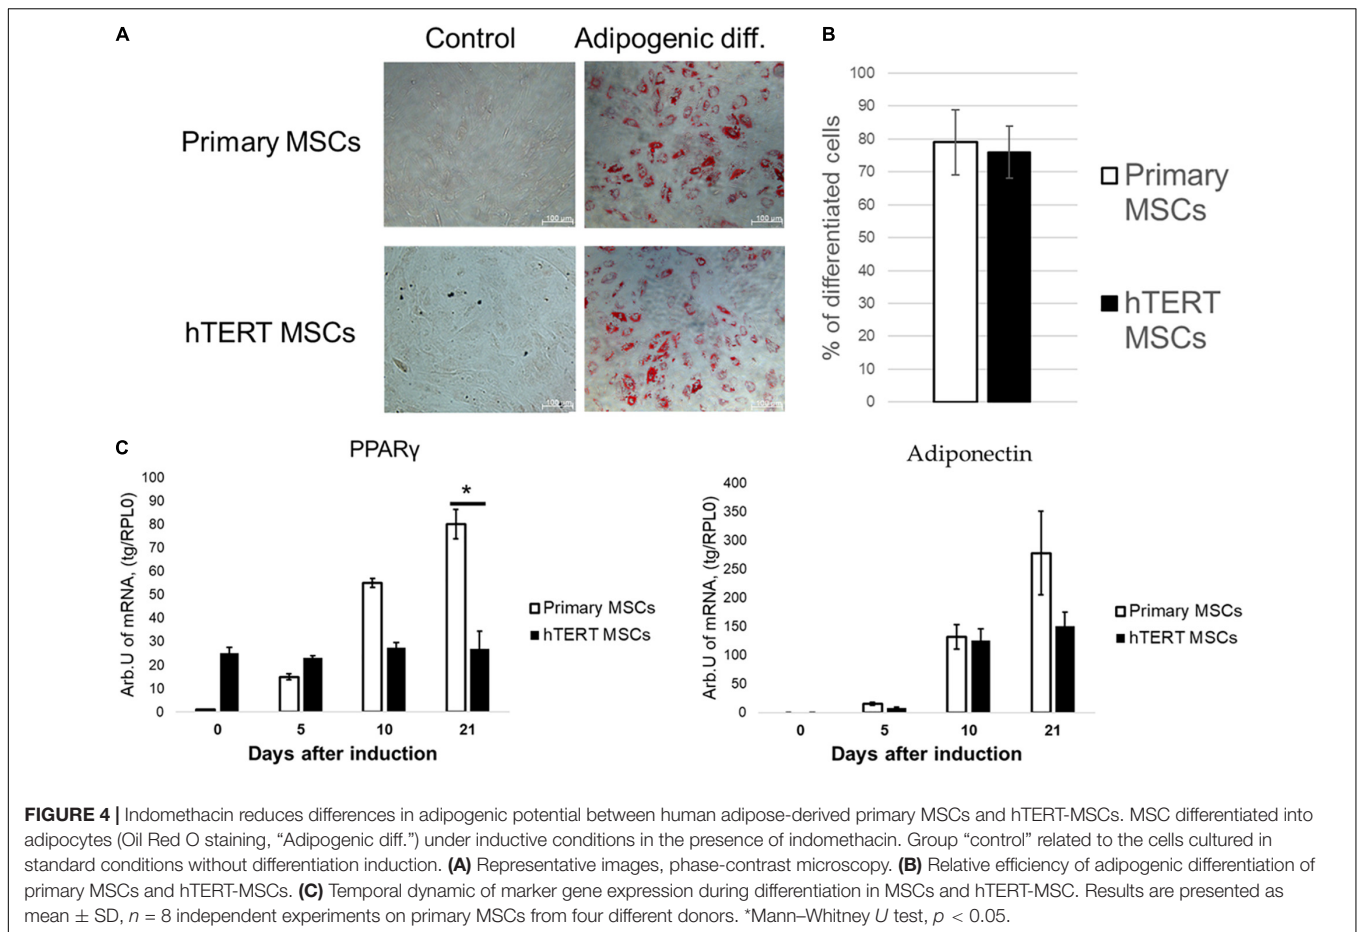 A
Control
Adipogenic diff.
Primary MSCs
100 µm
100 µm
hTERT MSCs
100 µm
100 µm
B
% of differentiated cells
100
90
80
70
60
50
40
30
20
10
0
Primary
MSCs
hTERT
MSCs
C
PPARγ
Arb.U of mRNA, (tg/RPL0)
100
90
80
70
60
50
40
30
20
10
0
*
0 5 10 21
Days after induction
Primary MSCs
hTERT MSCs
Adiponectin
Arb.U of mRNA, (tg/RPL0)
400
350
300
250
200
150
100
50
0
0 5 10 21
Days after induction
Primary MSCs
hTERT MSCs
FIGURE 4 | Indomethacin reduces differences in adipogenic potential between human adipose-derived primary MSCs and hTERT-MSCs. MSC differentiated into
adipocytes (Oil Red O staining, “Adipogenic diff.”) under inductive conditions in the presence of indomethacin. Group “control” related to the cells cultured in
standard conditions without differentiation induction. (A) Representative images, phase-contrast microscopy. (B) Relative efficiency of adipogenic differentiation of
primary MSCs and hTERT-MSCs. (C) Temporal dynamic of marker gene expression during differentiation in MSCs and hTERT-MSC. Results are presented as
mean ± SD, n = 8 independent experiments on primary MSCs from four different donors. *Mann–Whitney U test, p < 0.05.